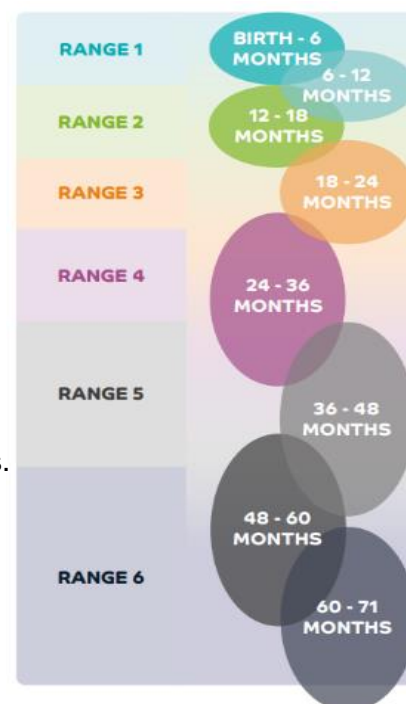 RANGE 1
BIRTH - 6
MONTHS
6 - 12
MONTHS
RANGE 2
12 - 18
MONTHS
RANGE 3
18 - 24
MONTHS
RANGE 4
24 - 36
MONTHS
RANGE 5
36 - 48
MONTHS
s.
48 - 60
MONTHS
RANGE 6
60 - 71
MONTHS